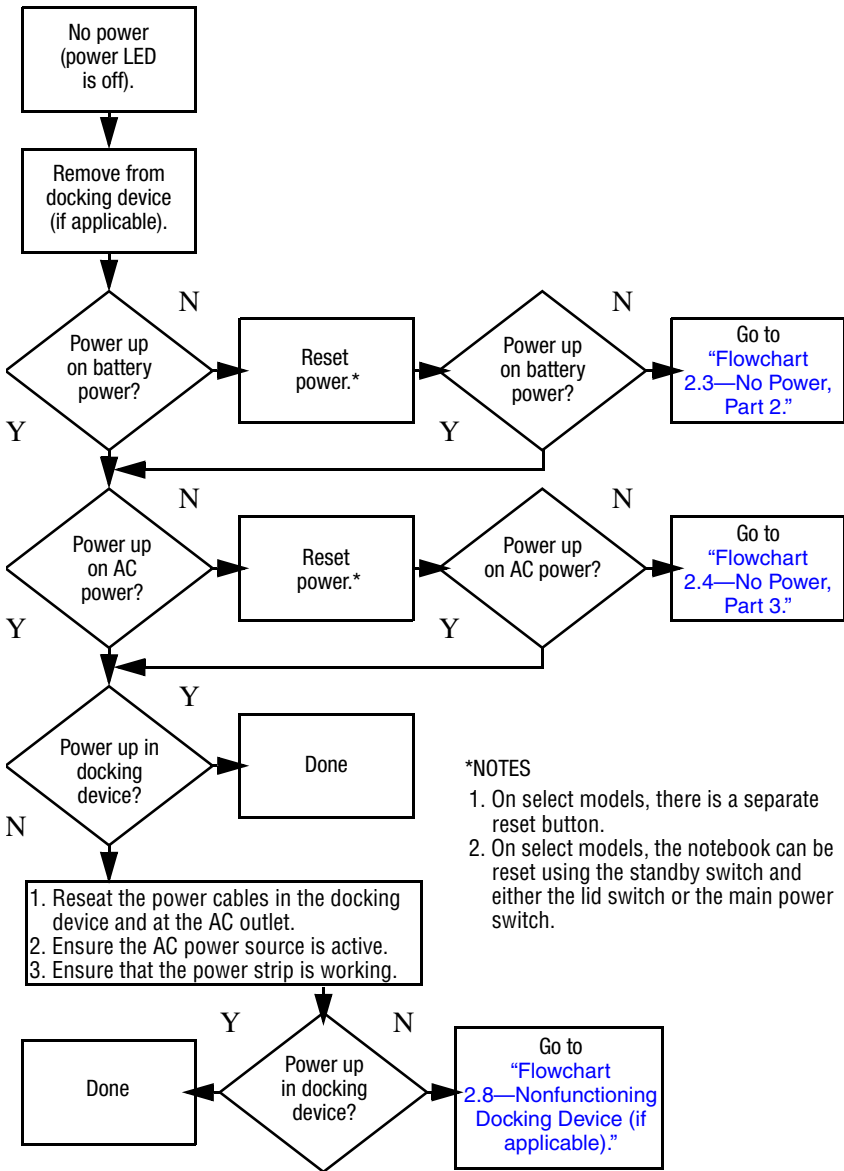 No power
(power LED
is off).
Remove from
docking device
(if applicable).
N
N
Power up
on battery
power?
Reset
power.*
Power up
on battery
power?
Go to
“Flowchart
2.3—No Power,
Part 2.”
Y
Y
N
N
Power up
on AC
power?
Reset
power.*
Power up
on AC power?
Go to
“Flowchart
2.4—No Power,
Part 3.”
Y
Y
Y
Power up in
docking
device?
Done
N
*NOTES
1. On select models, there is a separate
reset button.
2. On select models, the notebook can be
reset using the standby switch and
either the lid switch or the main power
switch.
1. Reseat the power cables in the docking
device and at the AC outlet.
2. Ensure the AC power source is active.
3. Ensure that the power strip is working.
Y
N
Done
Power up
in docking
device?
Go to
“Flowchart
2.8—Nonfunctioning
Docking Device (if
applicable).”